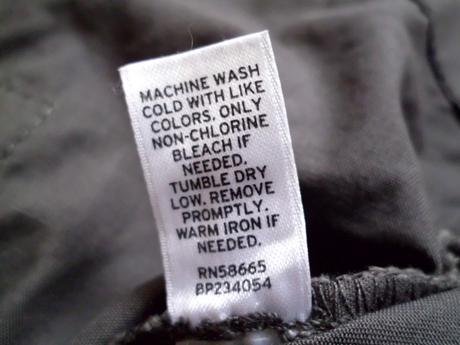 MACHINE WASH
COLD WITH LIKE
COLORS. ONLY
NON-CHLORINE
BLEACH IF
NEEDED.
TUMBLE DRY
LOW. REMOVE
PROMPTLY.
WARM IRON IF
NEEDED.
RN58665
BP234054